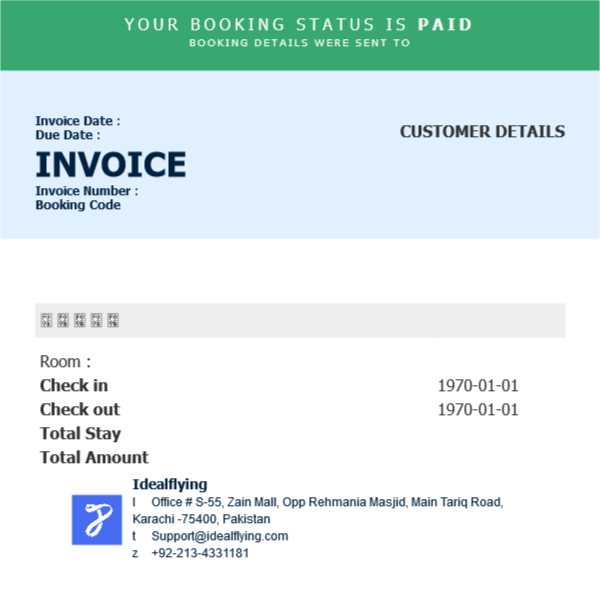 YOUR BOOKING STATUS IS PAID
BOOKING DETAILS WERE SENT TO
Invoice Date :
Due Date :
CUSTOMER DETAILS
INVOICE
Invoice Number :
Booking Code
Room :
Check in 1970-01-01
Check out 1970-01-01
Total Stay
Total Amount
Idealflying
l Office # S-55, Zain Mall, Opp Rehmania Masjid, Main Tariq Road,
Karachi -75400, Pakistan
t Support@idealflying.com
z +92-213-4331181